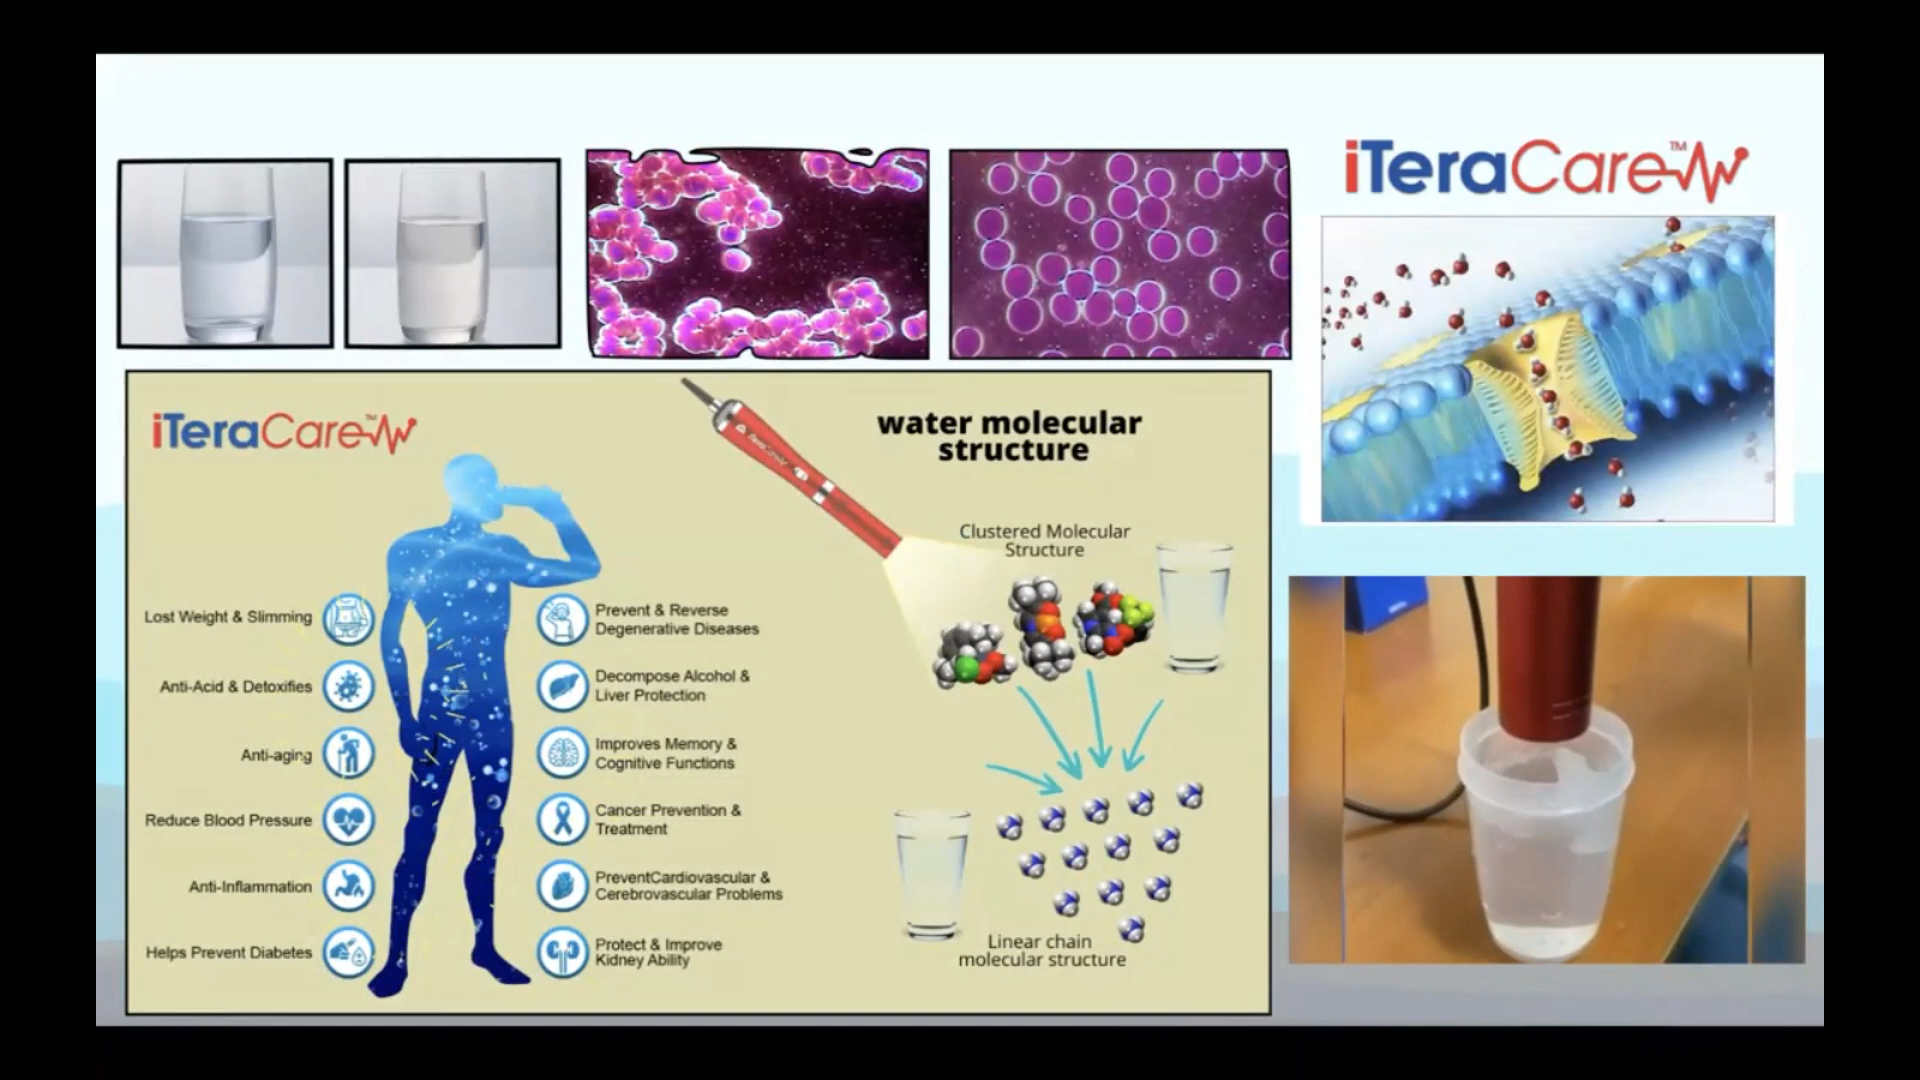 iTeraCare™
iTeraCare™
water molecular
structure
Clustered Molecular
Structure
Lost Weight & Slimming
Anti-Acid & Detoxifies
Anti-aging
Reduce Blood Pressure
Anti-Inflammation
Helps Prevent Diabetes
Prevent & Reverse
Degenerative Diseases
Decompose Alcohol &
Liver Protection
Improves Memory &
Cognitive Functions
Cancer Prevention &
Treatment
PreventCardiovascular &
Cerebrovascular Problems
Protect & Improve
Kidney Ability
Linear chain
molecular structure